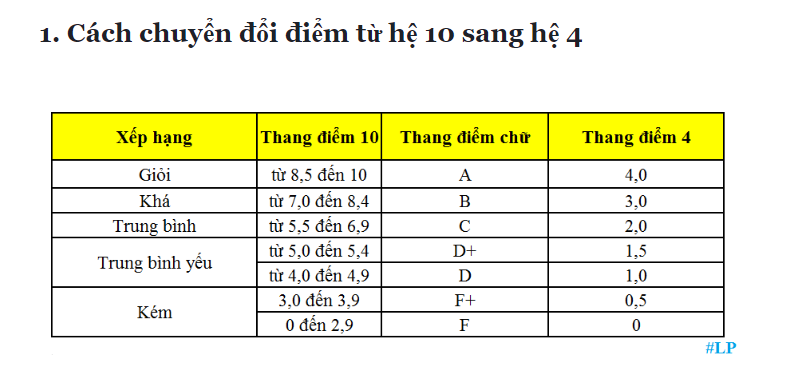 1. Cách chuyển đổi điểm từ hệ 10 sang hệ 4
Xếp hạng Thang điểm 10 Thang điểm chữ Thang điểm 4
Giỏi từ 8,5 đến 10 A 4,0
Khá từ 7,0 đến 8,4 B 3,0
Trung bình từ 5,5 đến 6,9 C 2,0
Trung bình yếu từ 5,0 đến 5,4 D+ 1,5
từ 4,0 đến 4,9 D 1,0
Kém 3,0 đến 3,9 F+ 0,5
0 đến 2,9 F 0
#LP